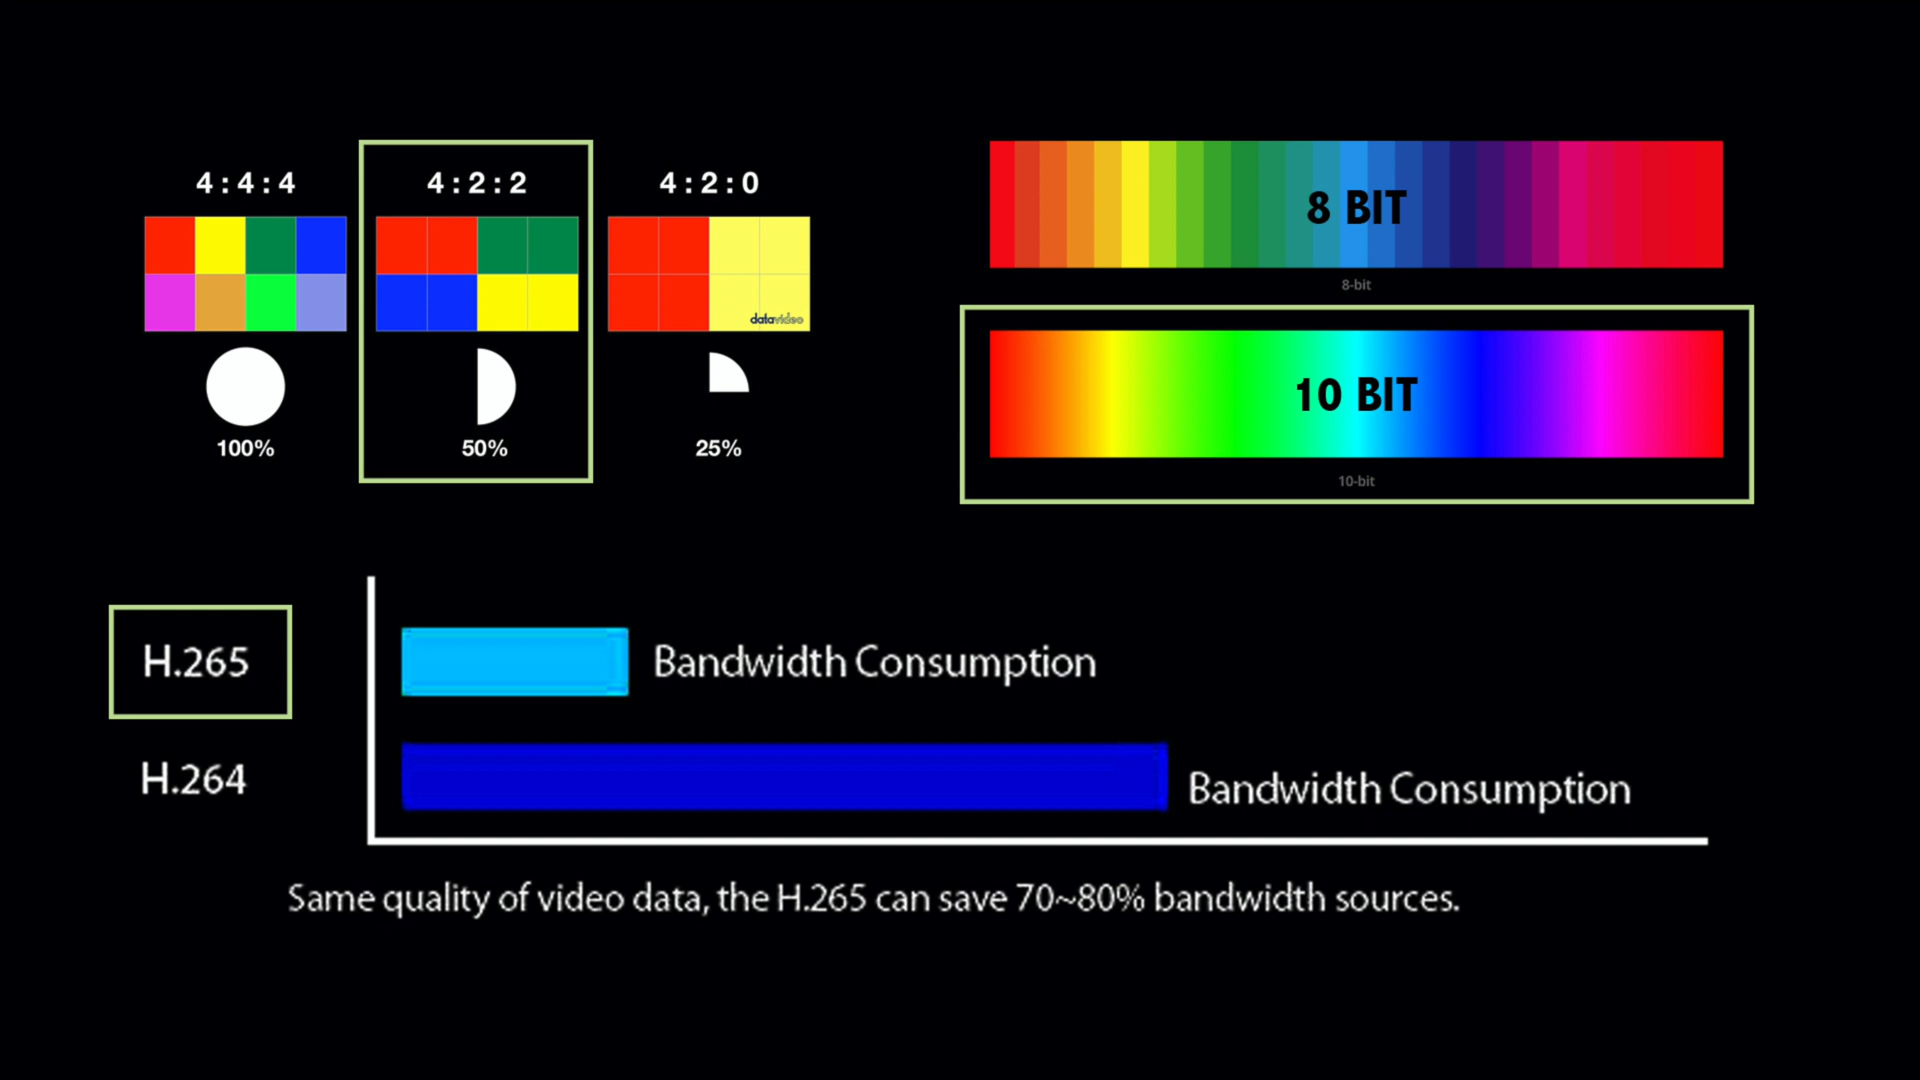 4:4:4
4:2:2
4:2:0
datavideo
100%
50%
25%
8 BIT
8-bit
10 BIT
10-bit
H.265
Bandwidth Consumption
H.264
Bandwidth Consumption
Same quality of video data, the H.265 can save 70~80% bandwidth sources.